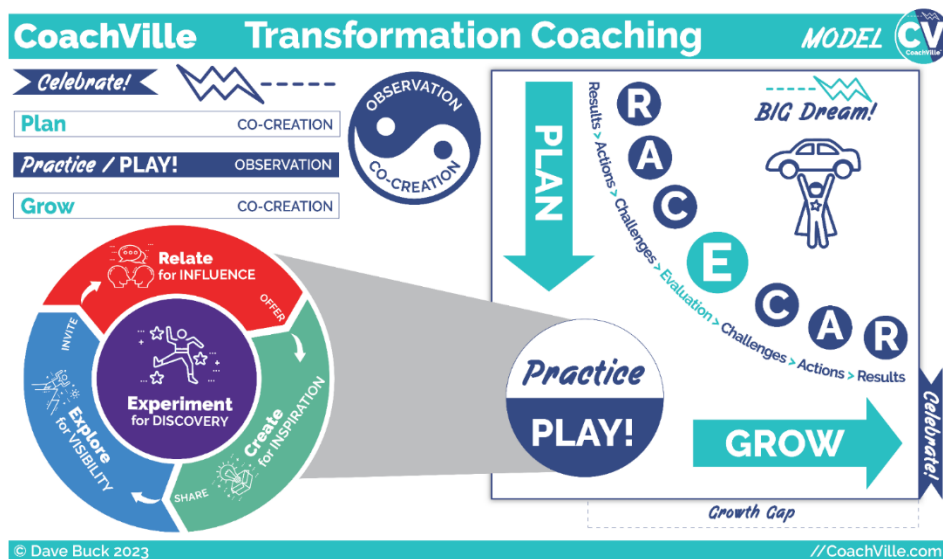 CoachVille Transformation Coaching MODEL CV
CoachVille
Celebrate!
Plan CO-CREATION
Practice / PLAY! OBSERVATION
Grow CO-CREATION
OBSERVATION
CO-CREATION
Relate
for INFLUENCE
OFFER
Create
for INSPIRATION
SHARE
Explore
for VISIBILITY
INVITE
Experiment
for DISCOVERY
PLAN
R
A
C
E
C
A
R
Results > Actions > Challenges > Evaluation > Challenges > Actions > Results
BIG Dream!
Practice
PLAY!
GROW
Celebrate!
Growth Gap
© Dave Buck 2023 //CoachVille.com